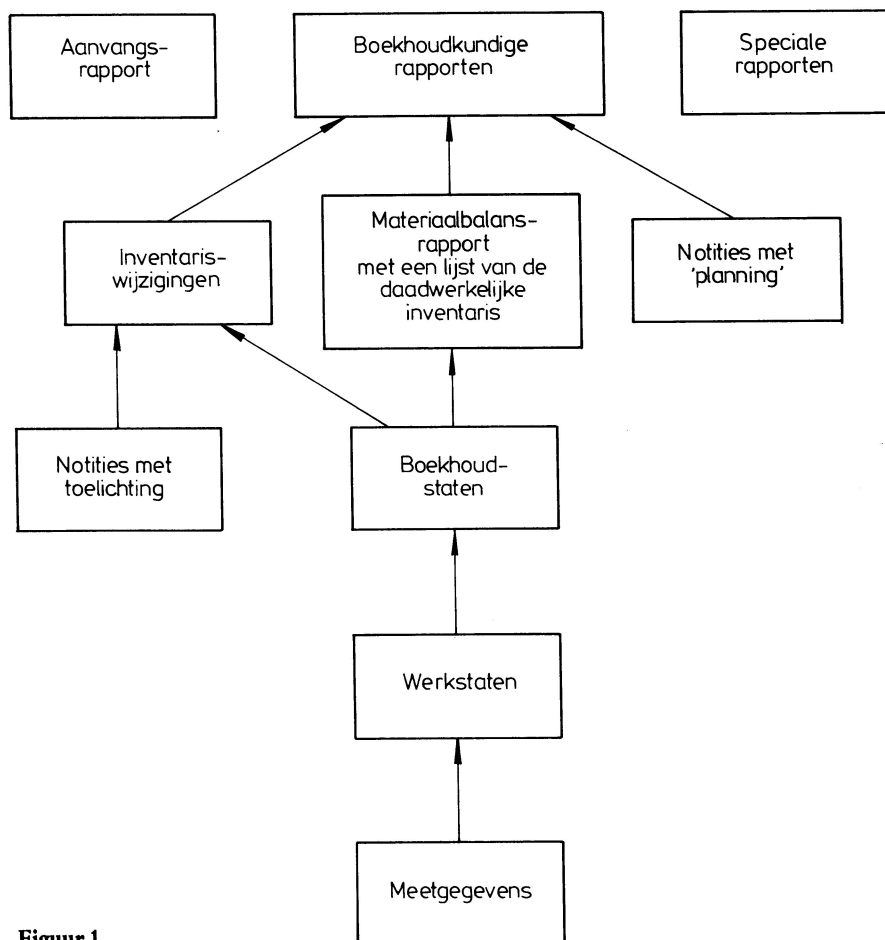 Aanvangs-
rapport
Boekhoudkundige
rapporten
Speciale
rapporten
Inventaris-
wijzigingen
Materiaalbalans-
rapport
met een lijst van de
daadwerkelijke
inventaris
Notities met
'planning'
Notities met
toelichting
Boekhoud-
staten
Werkstaten
Meetgegevens
Figuur 1